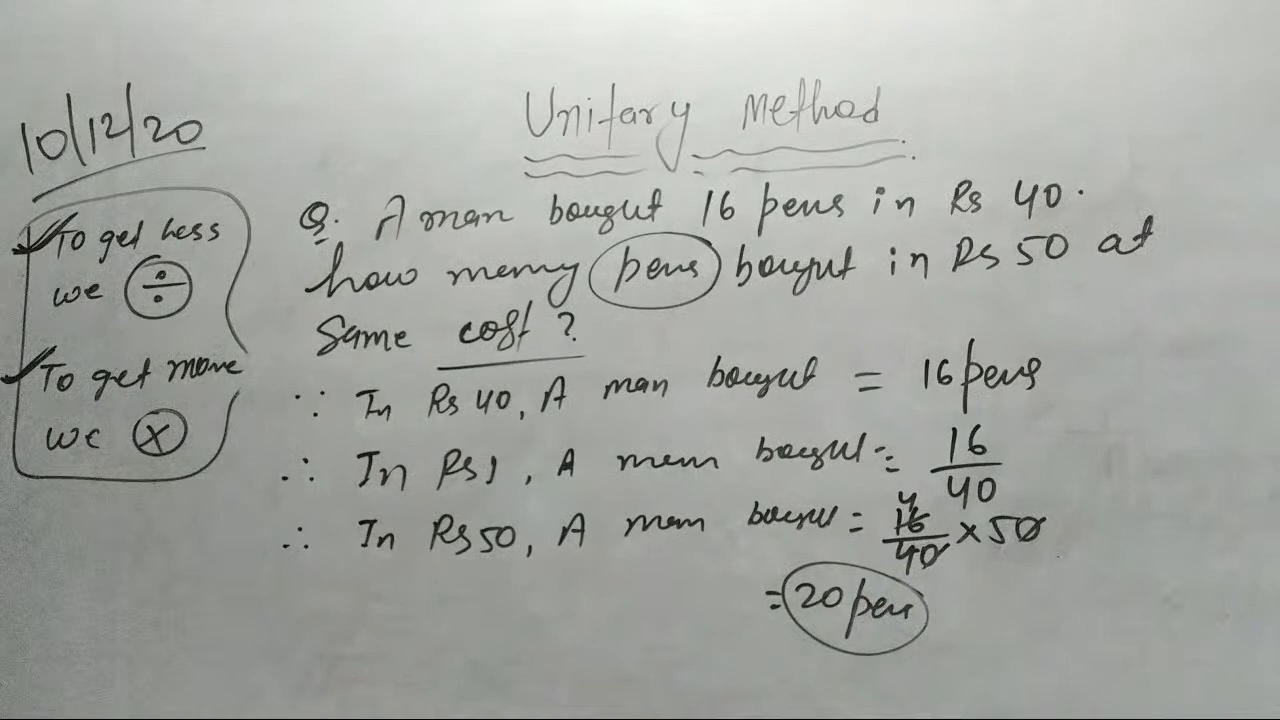 10/12/20
Unitary Method
To get Less
we ÷
To get more
we ×
Q. A man bought 16 pens in Rs 40.
how many pens bought in Rs 50 at
Same cost?
∵ In Rs 40, A man bought = 16 pens
∴ In Rs 1, A man bought = 16/40
∴ In Rs 50, A man bought = 16/40 × 50
4
= 20 pen